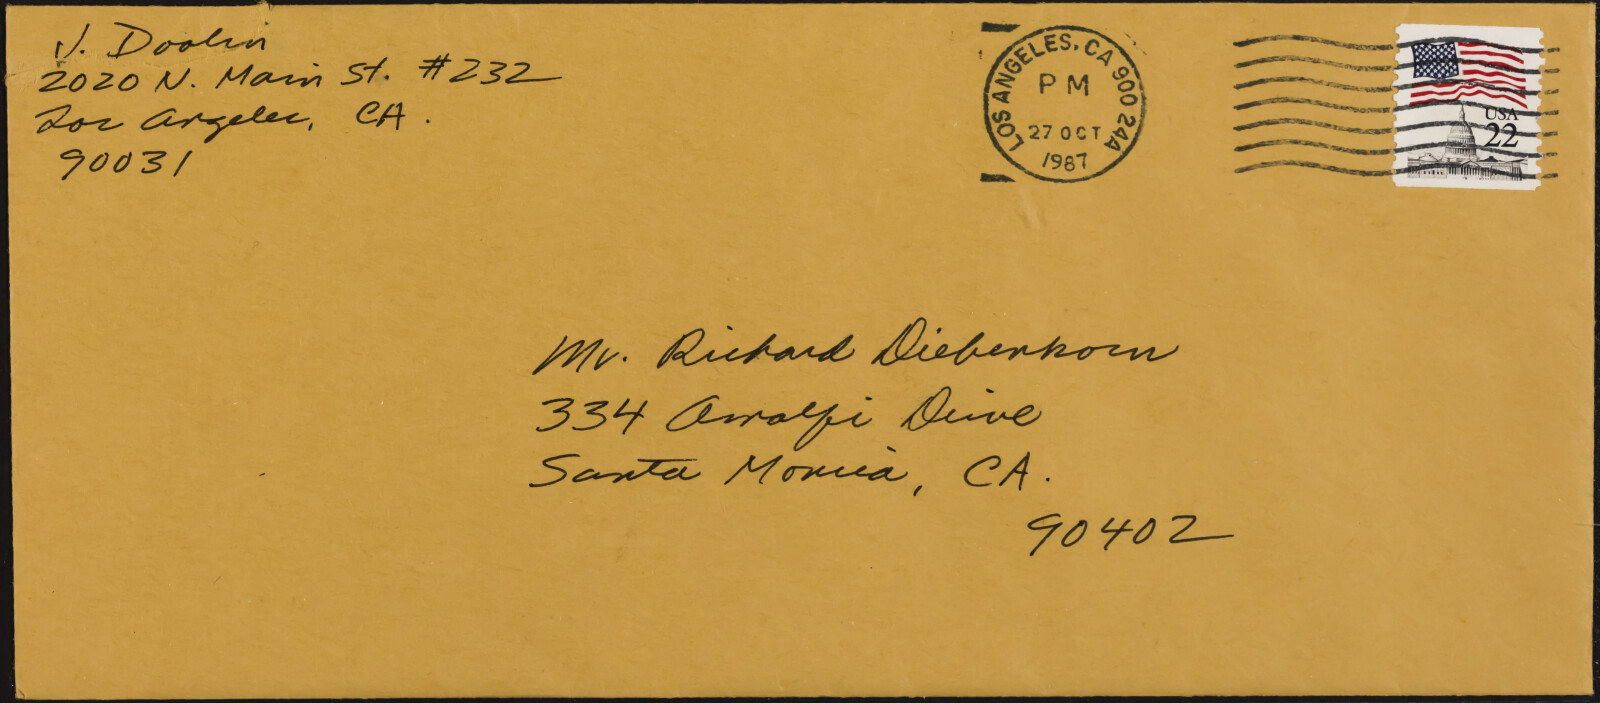 J. Doolin
2020 N. Main St. #232
Los Angeles, CA.
90031
LOS ANGELES, CA 900 24A
PM
27 OCT
1987
USA
22
Mr. Richard Diebenkorn
334 Amalfi Drive
Santa Monica, CA.
90402